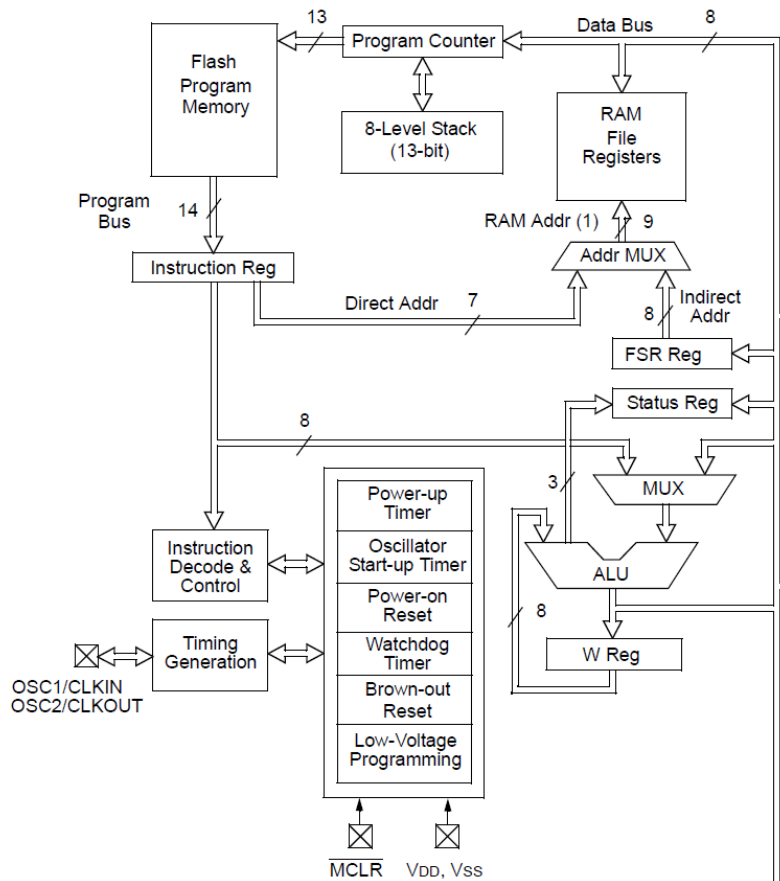 Data Bus
13
8
Program Counter
Flash
Program
Memory
8-Level Stack
(13-bit)
RAM
File
Registers
Program
Bus
14
RAM Addr (1)
9
Addr MUX
Instruction Reg
Direct Addr
7
8
Indirect
Addr
FSR Reg
Status Reg
8
3
MUX
Power-up
Timer
Oscillator
Start-up Timer
Instruction
Decode &
Control
ALU
Power-on
Reset
8
Timing
Generation
Watchdog
Timer
W Reg
OSC1/CLKIN
OSC2/CLKOUT
Brown-out
Reset
Low-Voltage
Programming
MCLR
VDD, VSS